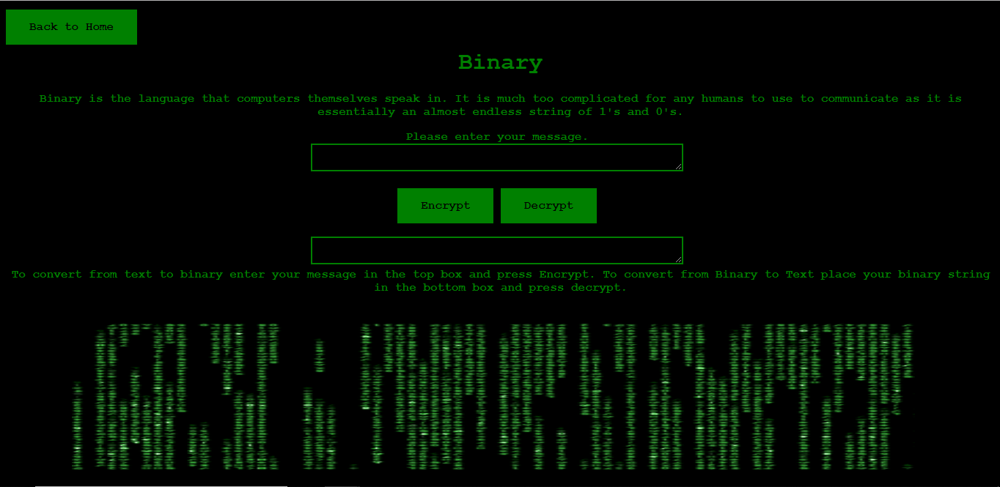 Back to Home
Binary
Binary is the language that computers themselves speak in. It is much too complicated for any humans to use to communicate as it is
essentially an almost endless string of 1's and 0's.
Please enter your message.
Encrypt Decrypt
To convert from text to binary enter your message in the top box and press Encrypt. To convert from Binary to Text place your binary string
in the bottom box and press decrypt.